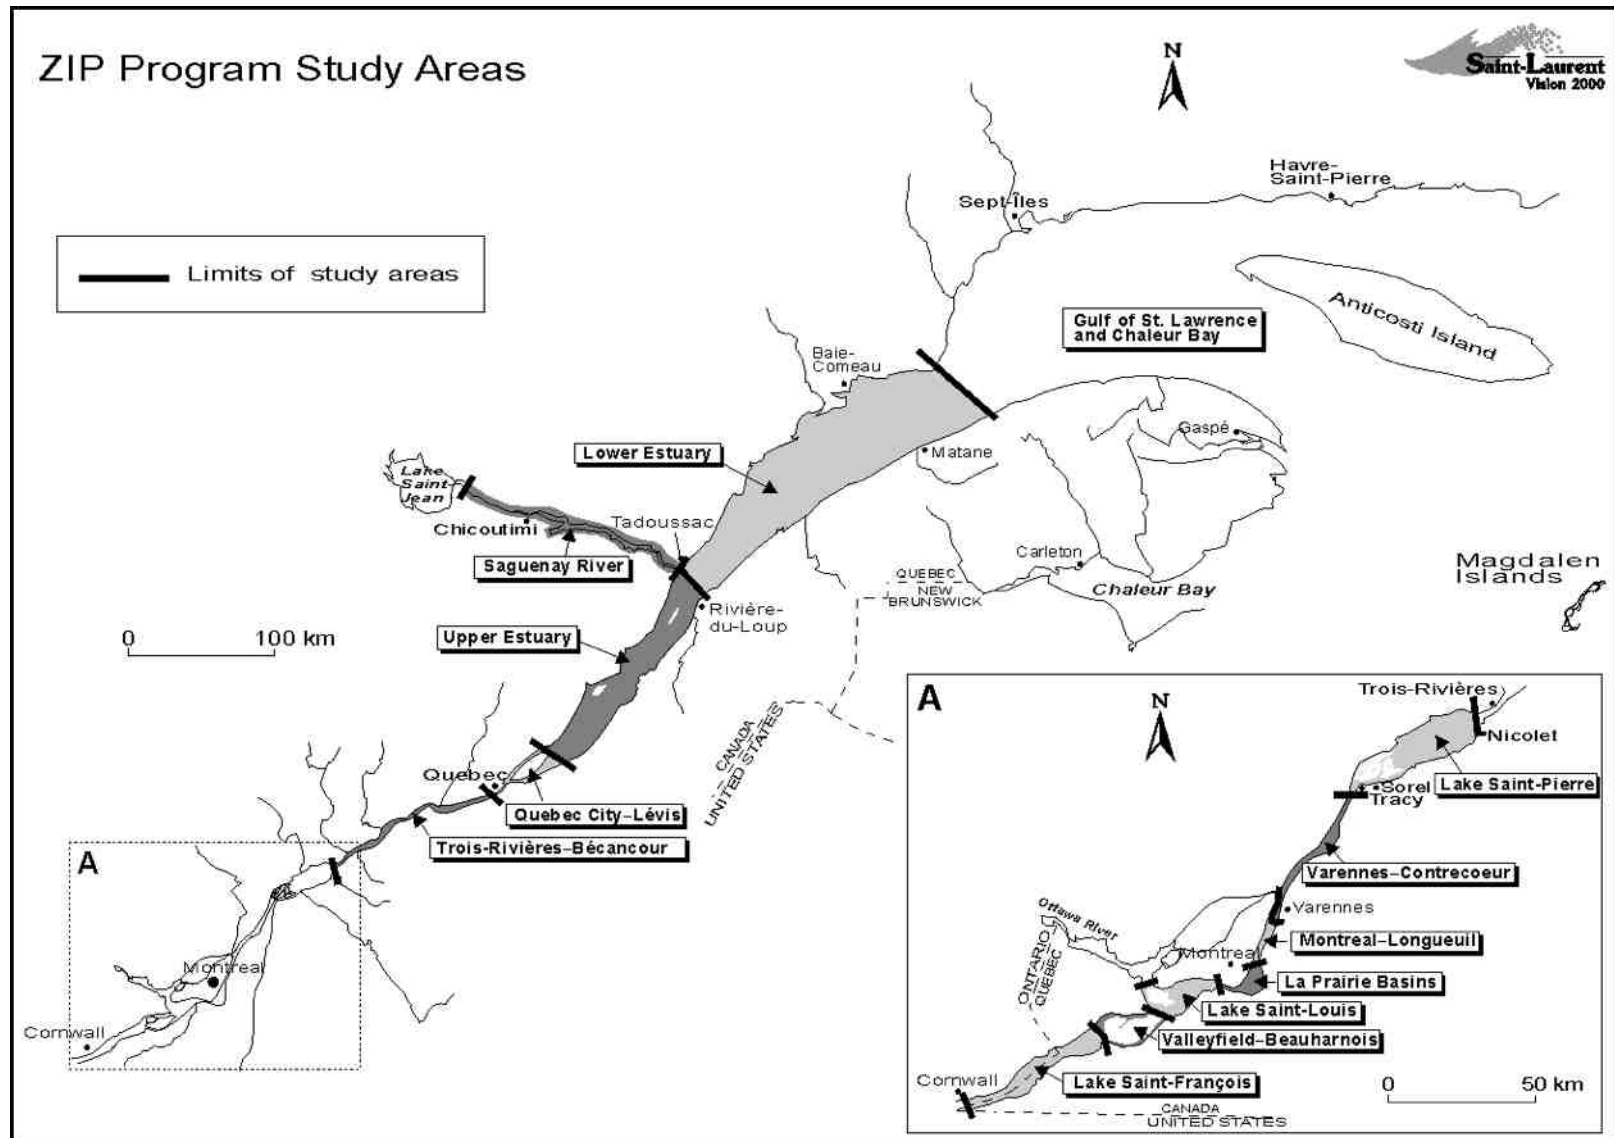 ZIP Program Study Areas
N
Saint-Laurent
Vision 2000
Limits of study areas
Havre-
Saint-Pierre
Sept-Îles
Anticosti Island
Gulf of St. Lawrence
and Chaleur Bay
Baie-
Comeau
Gaspé
Matane
Lower Estuary
Lake
Saint-
Jean
Chicoutimi
Tadoussac
Saguenay River
Carleton
Chaleur Bay
QUEBEC
NEW
BRUNSWICK
Magdalen
Islands
Rivière-
du-Loup
Upper Estuary
0 100 km
CANADA
UNITED STATES
Quebec
Quebec City–Lévis
Trois-Rivières–Bécancour
A
Montreal
Cornwall
A
N
Trois-Rivières
Nicolet
Lake Saint-Pierre
Sorel
Tracy
Varennes–Contrecoeur
Varennes
Ottawa River
Montreal–Longueuil
Montreal
ONTARIO
QUEBEC
La Prairie Basins
Lake Saint-Louis
Valleyfield–Beauharnois
Cornwall
Lake Saint-François
0 50 km
CANADA
UNITED STATES